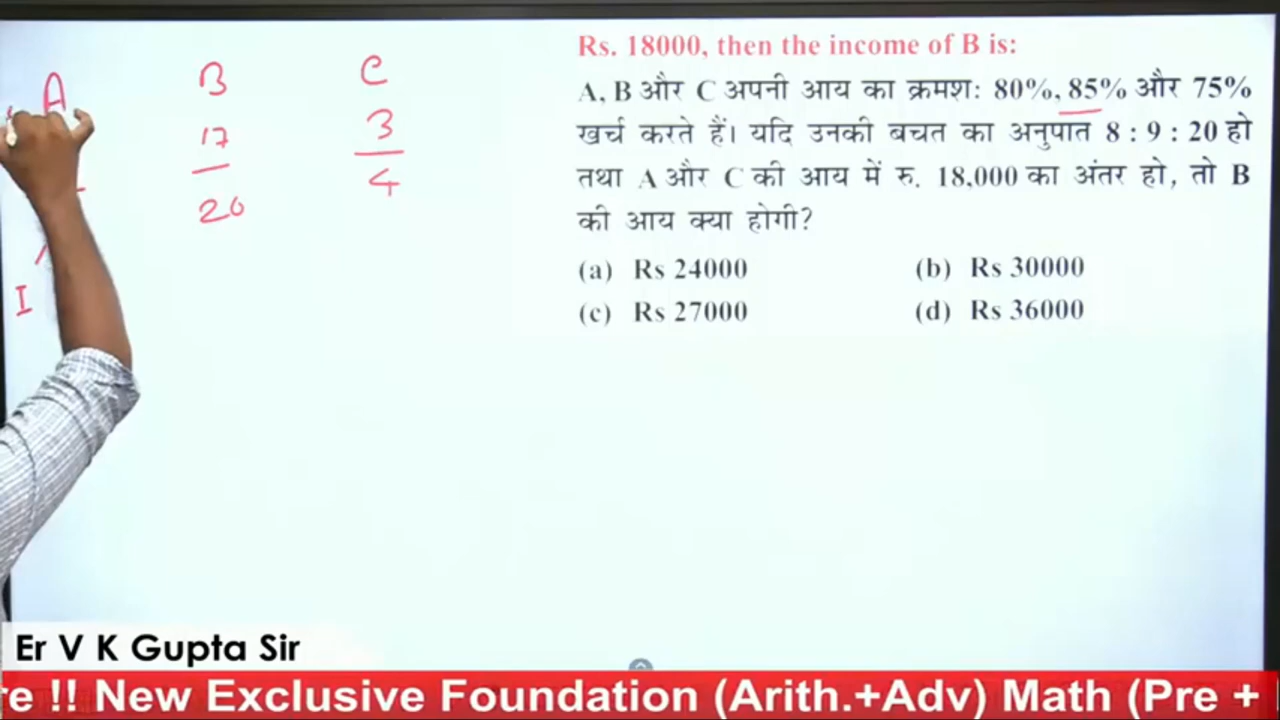 Rs. 18000, then the income of B is:
A, B और C अपनी आय का क्रमश: 80%, 85% और 75%
खर्च करते हैं। यदि उनकी बचत का अनुपात 8 : 9 : 20 हो
तथा A और C की आय में रु. 18,000 का अंतर हो, तो B
की आय क्या होगी?
(a) Rs 24000 (b) Rs 30000
(c) Rs 27000 (d) Rs 36000
A B C
17 3
20 4
I
Er V K Gupta Sir
re !! New Exclusive Foundation (Arith.+Adv) Math (Pre +